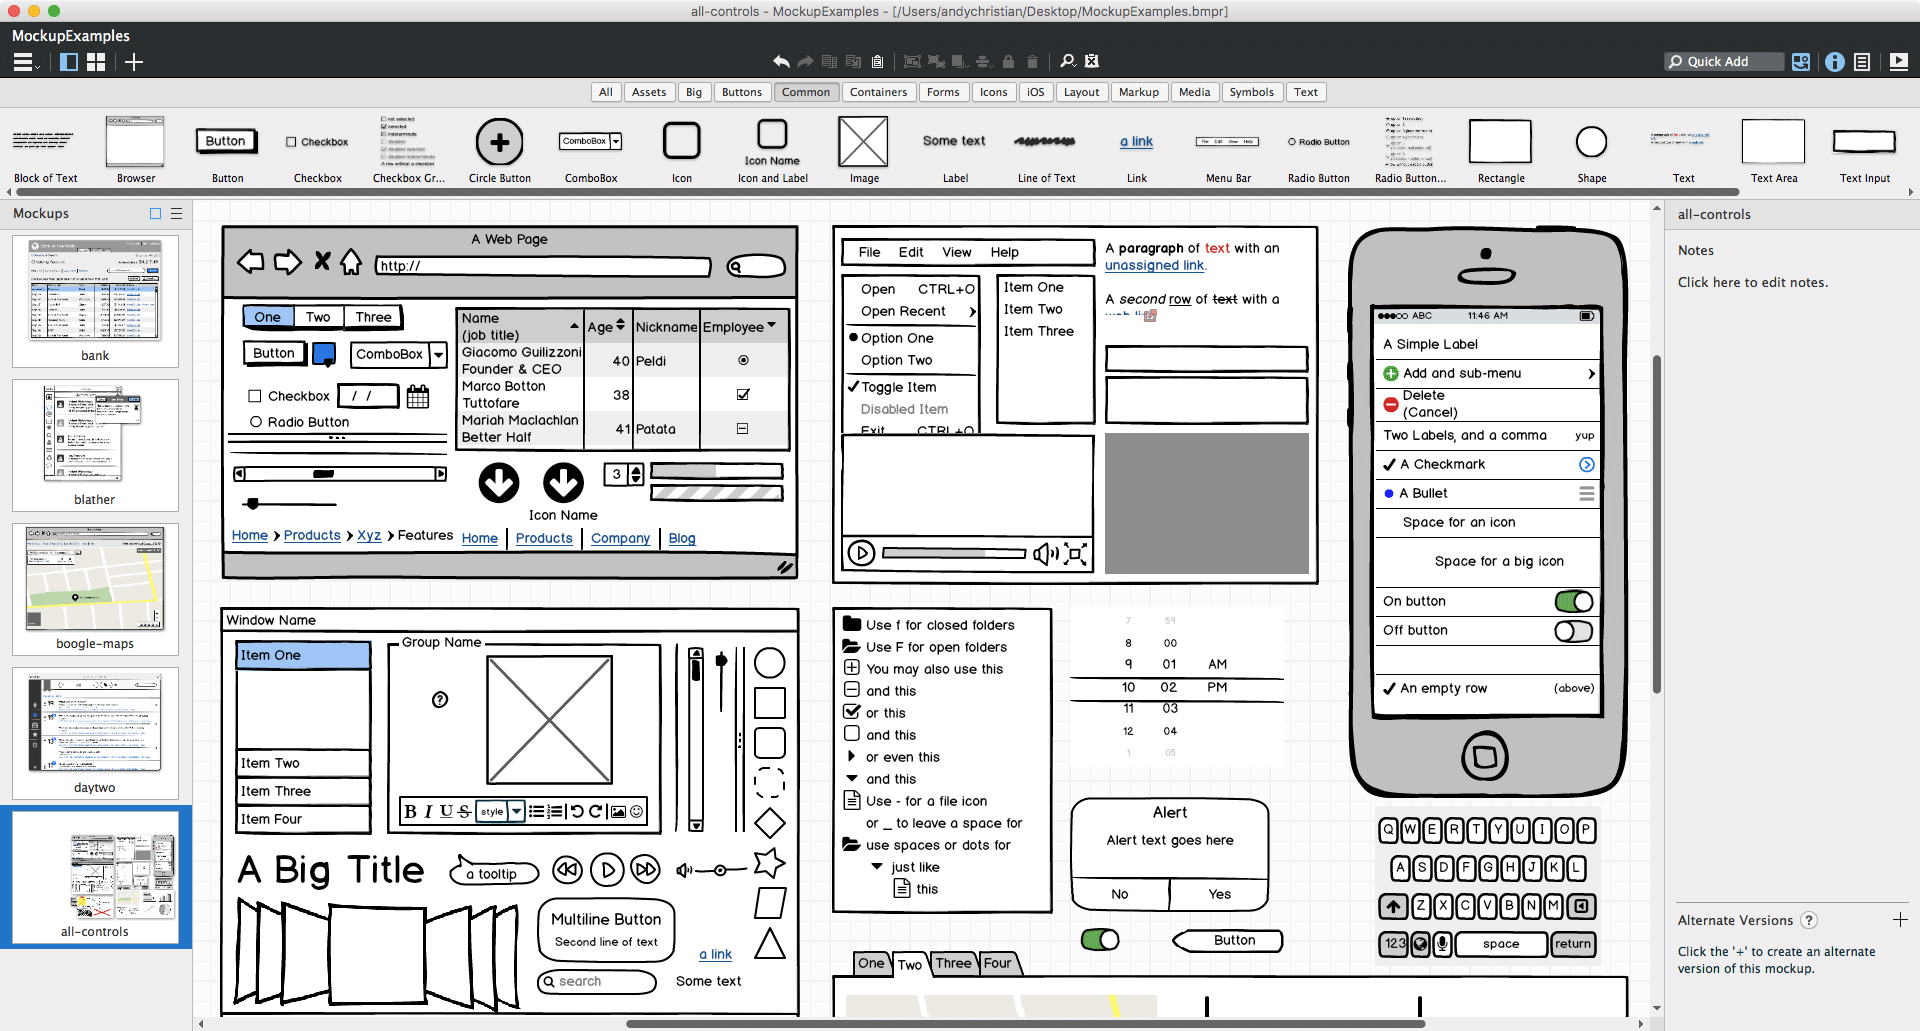 all-controls - MockupExamples - [/Users/andychristian/Desktop/MockupExamples.bmpr]
MockupExamples
Quick Add
All Assets Big Buttons Common Containers Forms Icons iOS Layout Markup Media Symbols Text
Button
Checkbox
not selected
selected
indeterminate
ComboBox
Icon Name
Some text
a link
File Edit View Help
Radio Button
Block of Text Browser Button Checkbox Checkbox Gr... Circle Button ComboBox Icon Icon and Label Image Label Line of Text Link Menu Bar Radio Button Radio Button... Rectangle Shape Text Text Area Text Input
Mockups
bank
blather
boogle-maps
daytwo
all-controls
A Web Page
http://
One Two Three
Button
ComboBox
Checkbox
/ /
Radio Button
Name
(job title)
Age
Nickname
Employee
Giacomo Guilizzoni
Founder & CEO
40
Peldi
Marco Botton
Tuttofare
38
Mariah Maclachlan
Better Half
41
Patata
3
Icon Name
Home Products Xyz Features
Home Products Company Blog
File Edit View Help
Open CTRL+O
Open Recent
Option One
Option Two
Toggle Item
Disabled Item
Exit CTRL+Q
Item One
Item Two
Item Three
A paragraph of text with an
unassigned link.
A second row of text with a
web link
ABC 11:46 AM
A Simple Label
Add and sub-menu
Delete
(Cancel)
Two Labels, and a comma yup
A Checkmark
A Bullet
Space for an icon
Space for a big icon
On button
Off button
An empty row (above)
Window Name
Item One
Item Two
Item Three
Item Four
Group Name
?
B I U S style
A Big Title
a tooltip
Multiline Button
Second line of text
a link
search
Some text
Use f for closed folders
Use F for open folders
You may also use this
and this
or this
and this
or even this
and this
Use - for a file icon
or _ to leave a space for
use spaces or dots for
just like
this
7 59
8 00
9 01 AM
10 02 PM
11 03
12 04
1 05
Alert
Alert text goes here
No Yes
Button
Q W E R T Y U I O P
A S D F G H J K L
Z X C V B N M
123 space return
One Two Three Four
all-controls
Notes
Click here to edit notes.
Alternate Versions ?
Click the '+' to create an alternate
version of this mockup.